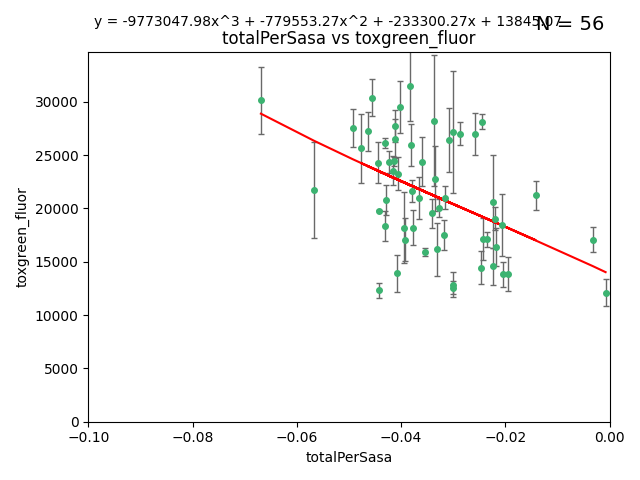 y = -9773047.98x^3 + -779553.27x^2 + -233300.27x + 13845.07
N = 56
totalPerSasa vs toxgreen_fluor
30000
25000
20000
15000
10000
5000
0
toxgreen_fluor
−0.10
−0.08
−0.06
−0.04
−0.02
0.00
totalPerSasa